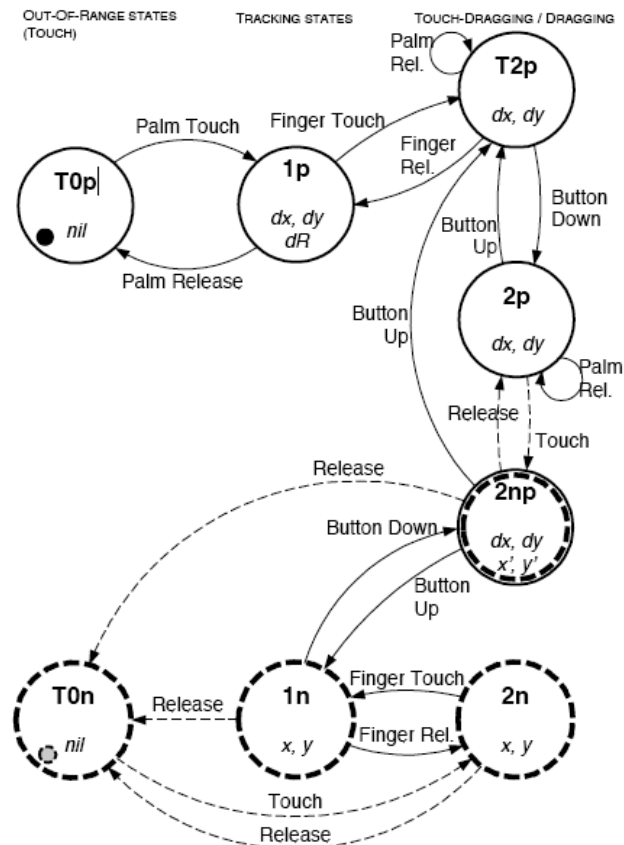 OUT-OF-RANGE STATES
(TOUCH)
TRACKING STATES
TOUCH-DRAGGING / DRAGGING
Palm
Rel.
T2p
dx, dy
Palm Touch
Finger Touch
Finger
Rel.
T0p
nil
1p
dx, dy
dR
Button
Down
Button
Up
Palm Release
2p
dx, dy
Button
Up
Palm
Rel.
Release
Touch
Release
2np
dx, dy
x', y'
Button Down
Button
Up
T0n
nil
Release
1n
x, y
Finger Touch
Finger Rel.
2n
x, y
Touch
Release